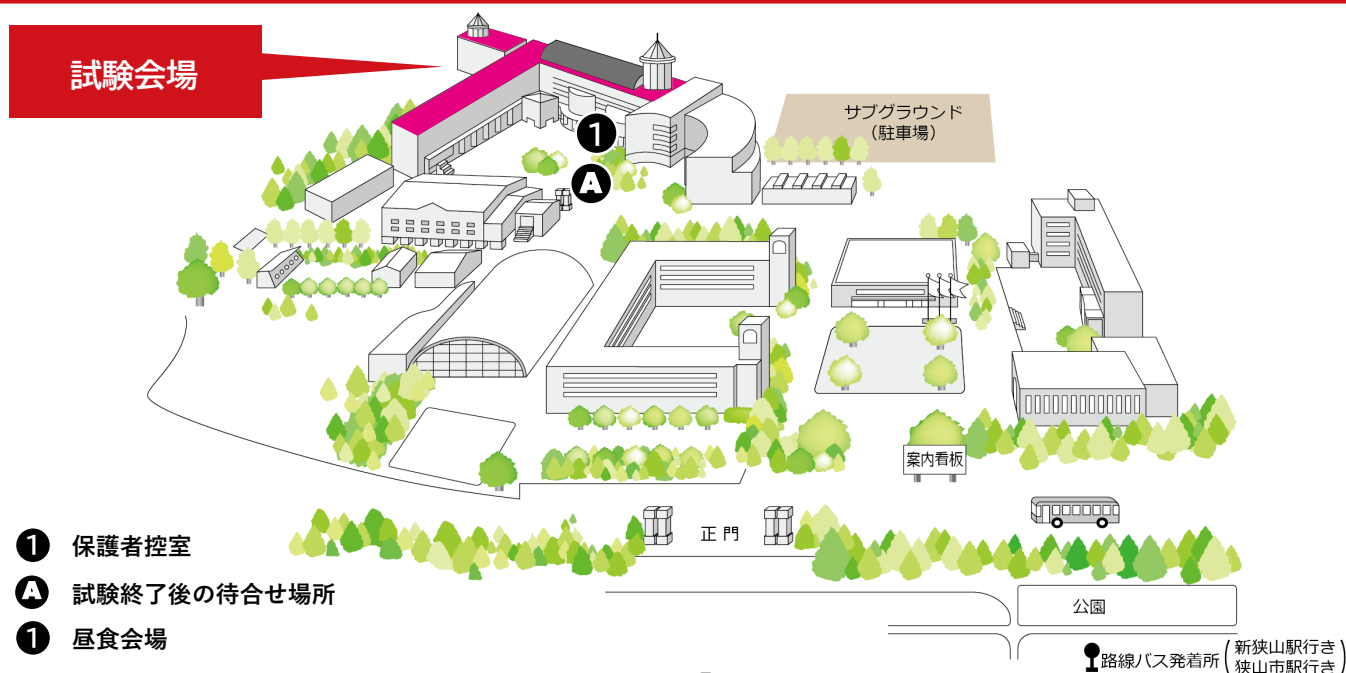 試験会場
サブグラウンド
（駐車場）
1
A
案内看板
正門
1 保護者控室
A 試験終了後の待合せ場所
1 昼食会場
公園
路線バス発着所（新狭山駅行き
狭山市駅行き）